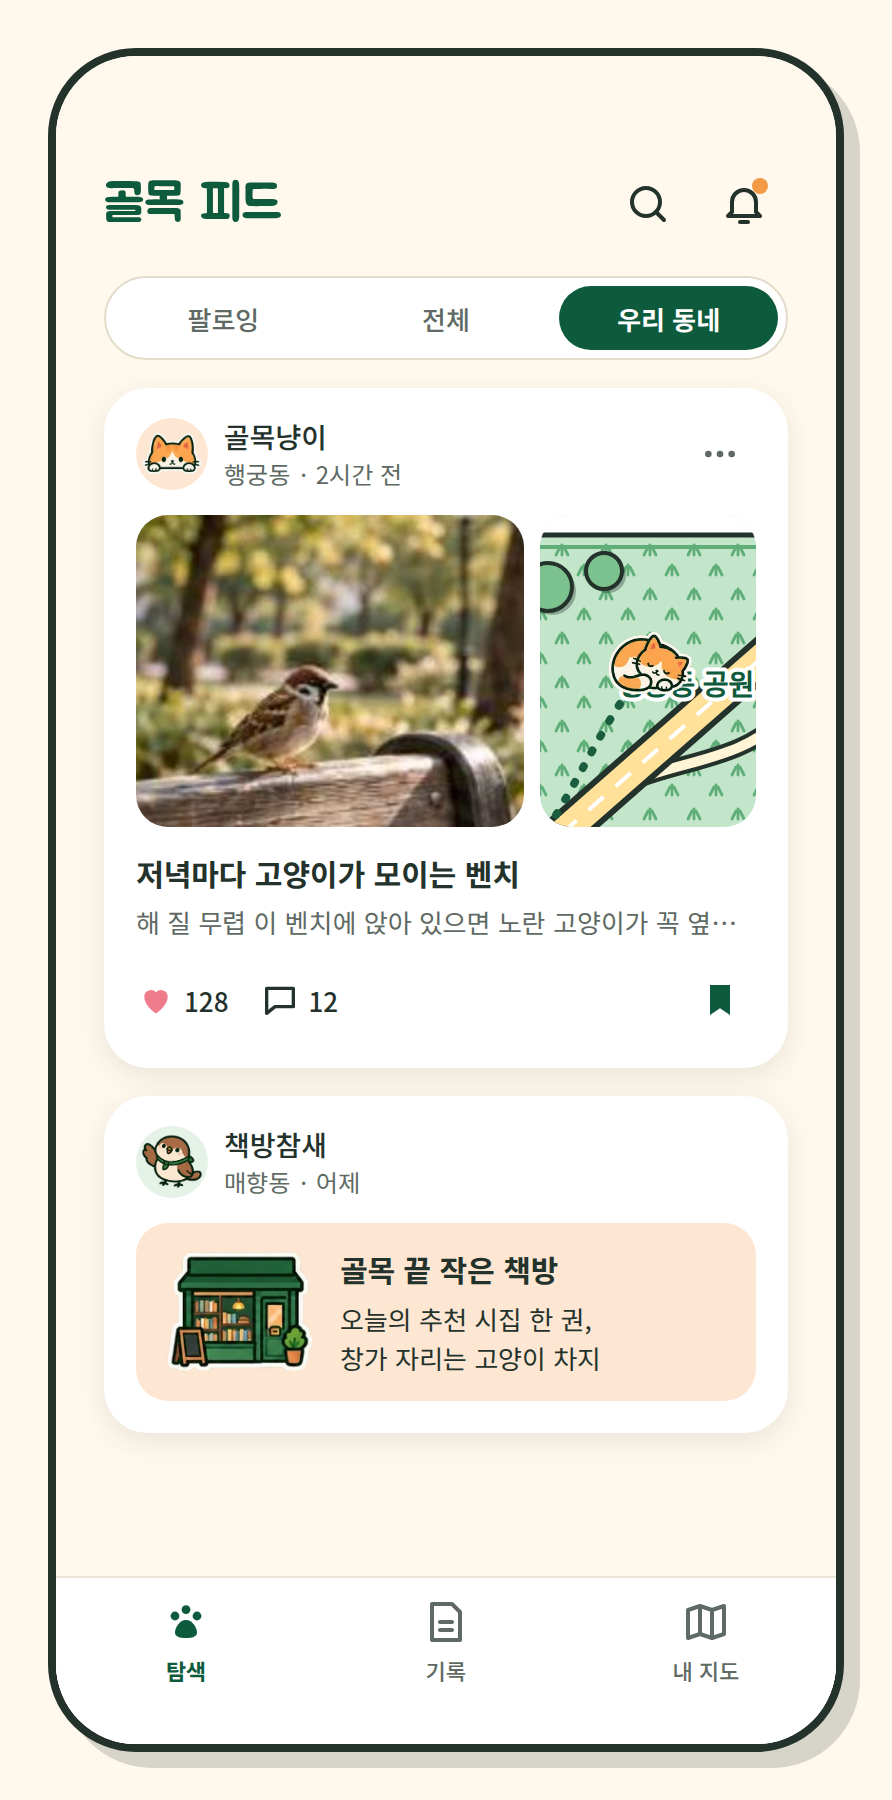 골목 피드
팔로잉 전체 우리 동네
골목냥이
행궁동 · 2시간 전
공원
저녁마다 고양이가 모이는 벤치
해 질 무렵 이 벤치에 앉아 있으면 노란 고양이가 꼭 옆…
128 12
책방참새
매향동 · 어제
골목 끝 작은 책방
오늘의 추천 시집 한 권,
창가 자리는 고양이 차지
탐색 기록 내 지도